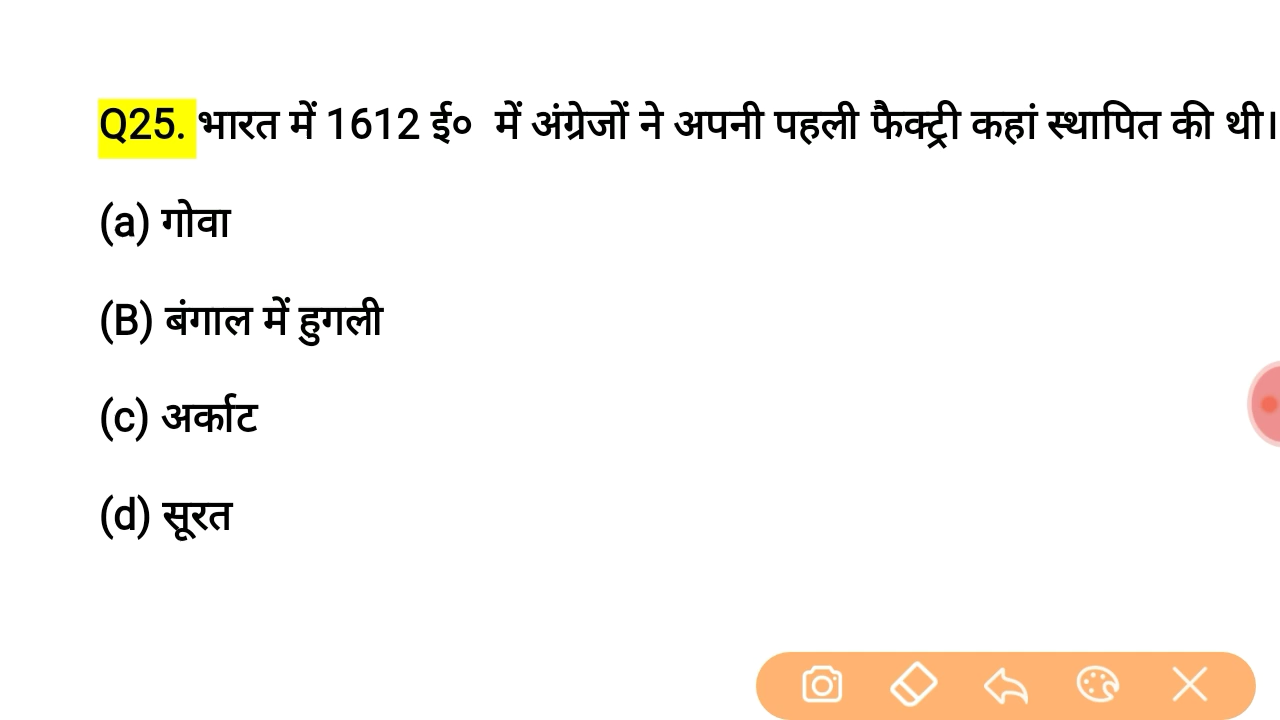 Q25. भारत में 1612 ई० में अंग्रेजों ने अपनी पहली फैक्ट्री कहां स्थापित की थी।
(a) गोवा
(B) बंगाल में हुगली
(c) अर्काट
(d) सूरत